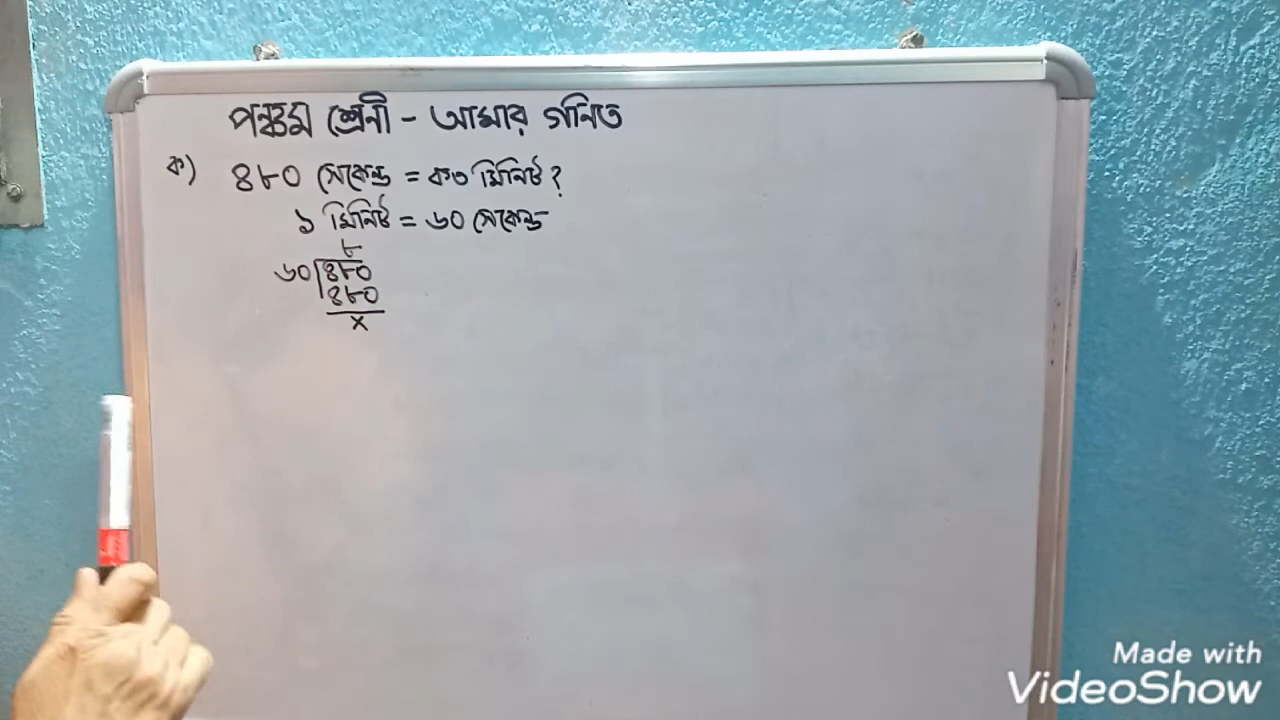 পঞ্চম শ্রেনী - আমার গনিত
ক) ৪৮০ সেকেন্ড = কত মিনিট?
১ মিনিট = ৬০ সেকেন্ড
৮
৬০ ৪৮০
৪৮০
x
Made with
VideoShow